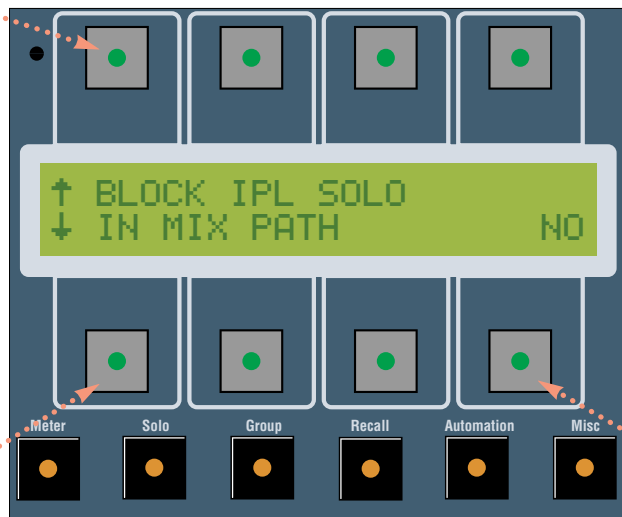 ↑ BLOCK IPL SOLO
↓ IN MIX PATH NO
Meter Solo Group Recall Automation Misc